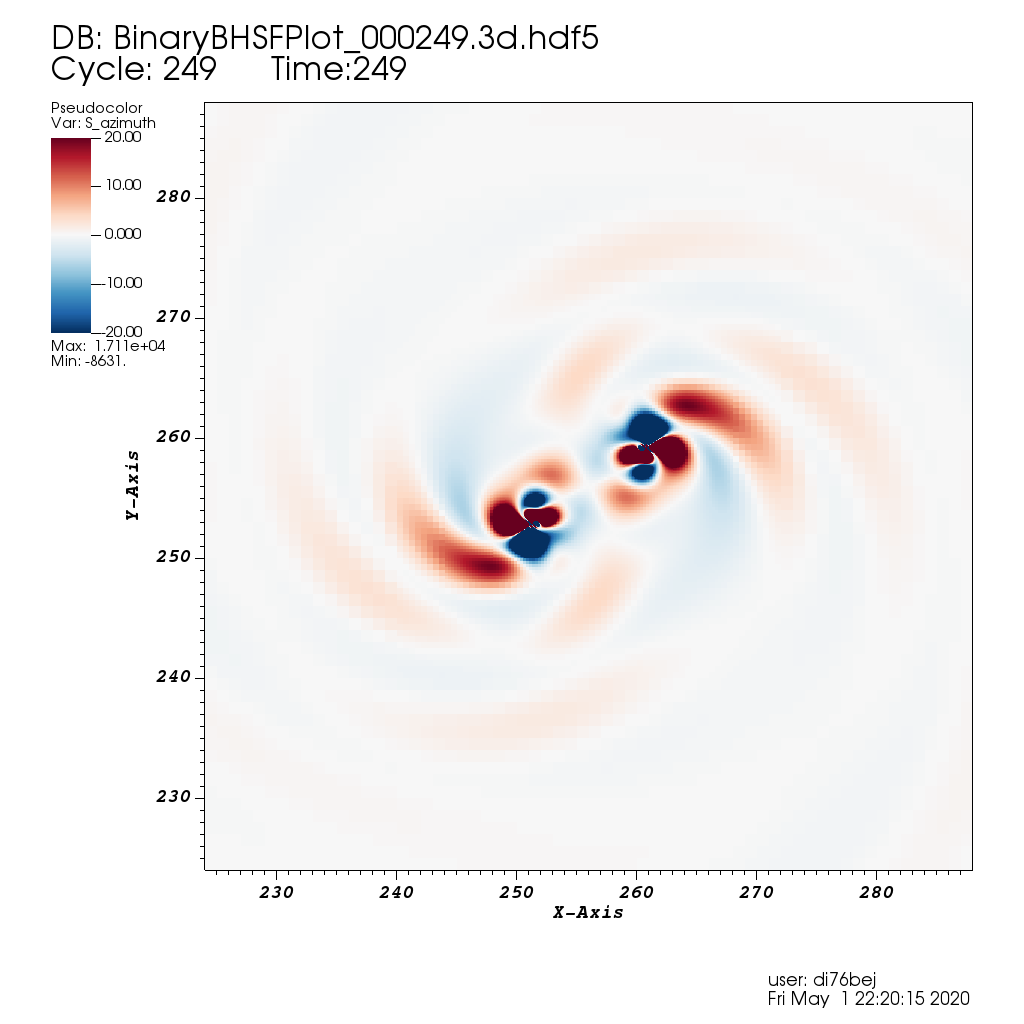 DB: BinaryBHSFPlot_000249.3d.hdf5
Cycle: 249 Time:249
Pseudocolor
Var: S_azimuth
20.00
10.00
0.000
-10.00
-20.00
Max: 1.711e+04
Min: -8631.
280
270
260
250
240
230
Y-Axis
230 240 250 260 270 280
X-Axis
user: di76bej
Fri May 1 22:20:15 2020